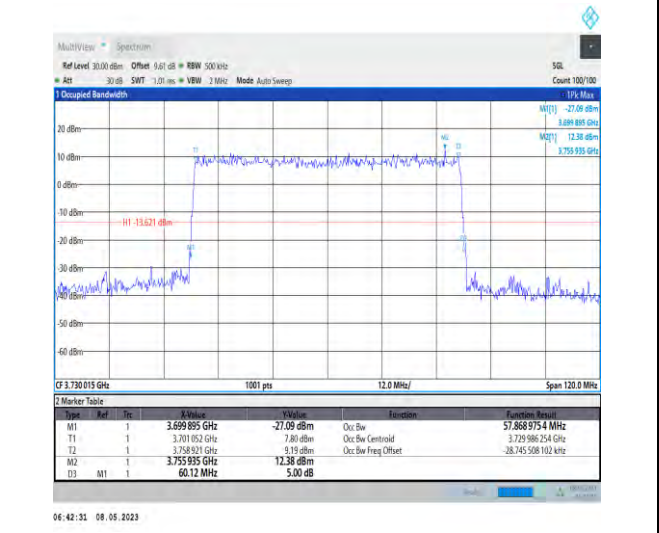 MultiView Spectrum
Ref Level 30.00 dBm Offset 9.61 dB RBW 500 kHz SGL
Att 30 dB SWT 1.01 ms VBW 2 MHz Mode Auto Sweep Count 100/100
1 Occupied Bandwidth 1Pk Max
M1[1] -27.09 dBm
3.699 895 GHz
M2[1] 12.38 dBm
3.755 935 GHz
20 dBm
M2
T1
10 dBm
0 dBm
-10 dBm
H1 -13.621 dBm
-20 dBm
-30 dBm
-40 dBm
-50 dBm
-60 dBm
CF 3.730 015 GHz 1001 pts 12.0 MHz/ Span 120.0 MHz
2 Marker Table
Type Ref Trc X-Value Y-Value Function Function Result
M1 1 3.699 895 GHz -27.09 dBm Occ Bw 57.868 975 4 MHz
T1 1 3.701 052 GHz 7.80 dBm Occ Bw Centroid 3.729 986 254 GHz
T2 1 3.758 921 GHz 9.19 dBm Occ Bw Freq Offset -28.745 508 102 kHz
M2 1 3.755 935 GHz 12.38 dBm
D3 M1 1 60.12 MHz 5.00 dB
06:42:31 08.05.2023